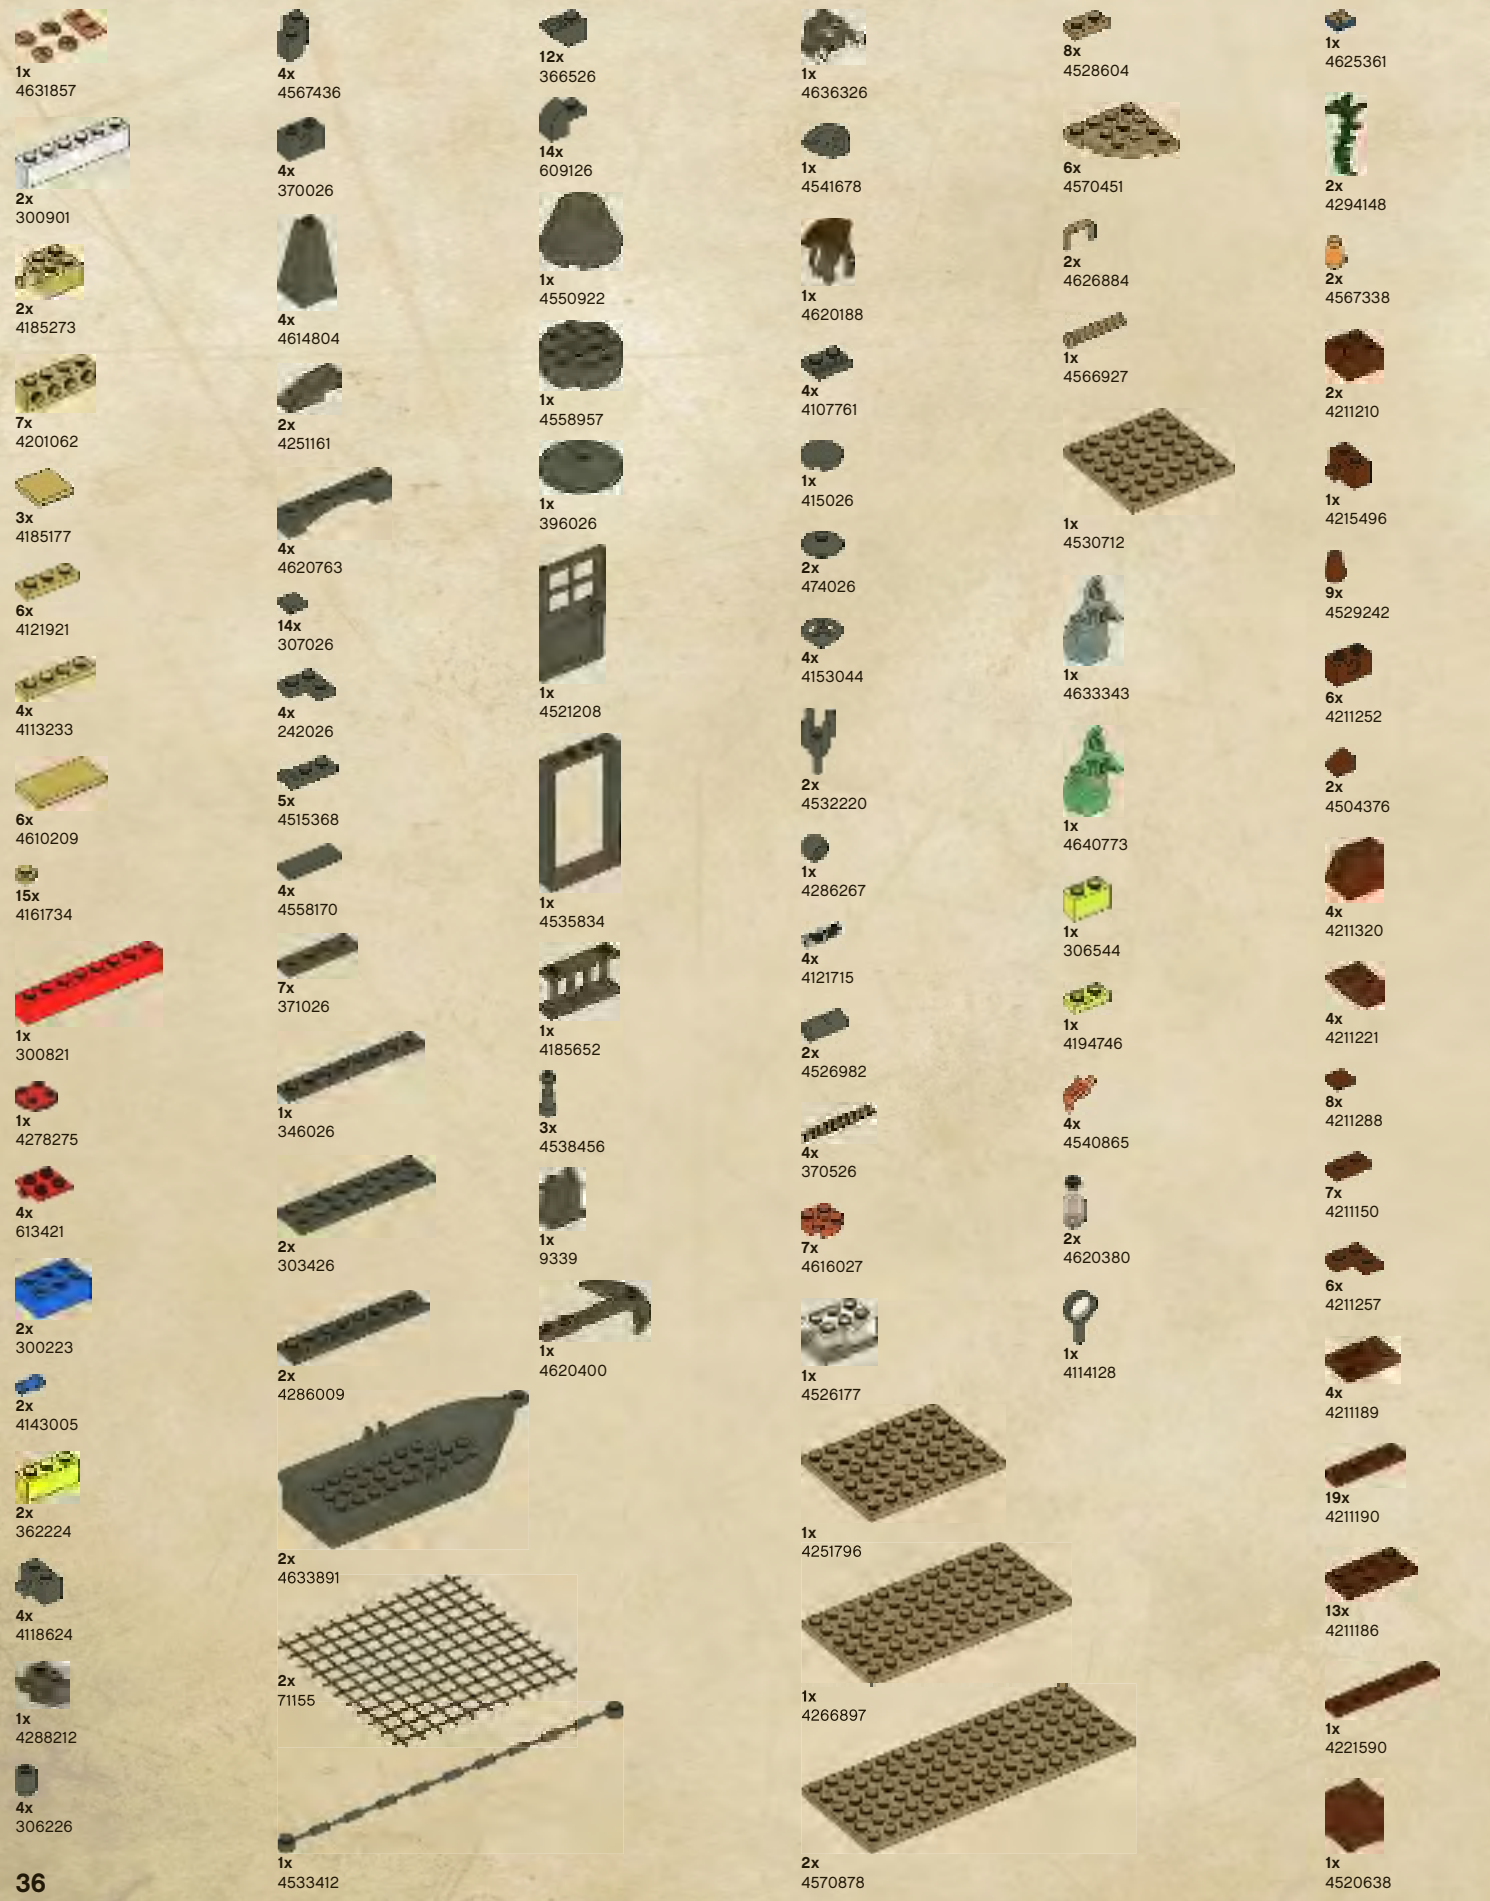 1x
4631857
2x
300901
2x
4185273
7x
4201062
3x
4185177
6x
4121921
4x
4113233
6x
4610209
15x
4161734
1x
300821
1x
4278275
4x
613421
2x
300223
2x
4143005
2x
362224
4x
4118624
1x
4288212
4x
306226
36
4x
4567436
4x
370026
4x
4614804
2x
4251161
4x
4620763
14x
307026
4x
242026
5x
4515368
4x
4558170
7x
371026
1x
346026
2x
303426
2x
4286009
2x
4633891
2x
71155
1x
4533412
12x
366526
14x
609126
1x
4550922
1x
4558957
1x
396026
1x
4521208
1x
4535834
1x
4185652
3x
4538456
1x
9339
1x
4620400
1x
4636326
1x
4541678
1x
4620188
4x
4107761
1x
415026
2x
474026
4x
4153044
2x
4532220
1x
4286267
4x
4121715
2x
4526982
4x
370526
7x
4616027
1x
4526177
1x
4251796
1x
4266897
2x
4570878
8x
4528604
6x
4570451
2x
4626884
1x
4566927
1x
4530712
1x
4633343
1x
4640773
1x
306544
1x
4194746
4x
4540865
2x
4620380
1x
4114128
1x
4625361
2x
4294148
2x
4567338
2x
4211210
1x
4215496
9x
4529242
6x
4211252
2x
4504376
4x
4211320
4x
4211221
8x
4211288
7x
4211150
6x
4211257
4x
4211189
19x
4211190
13x
4211186
1x
4221590
1x
4520638